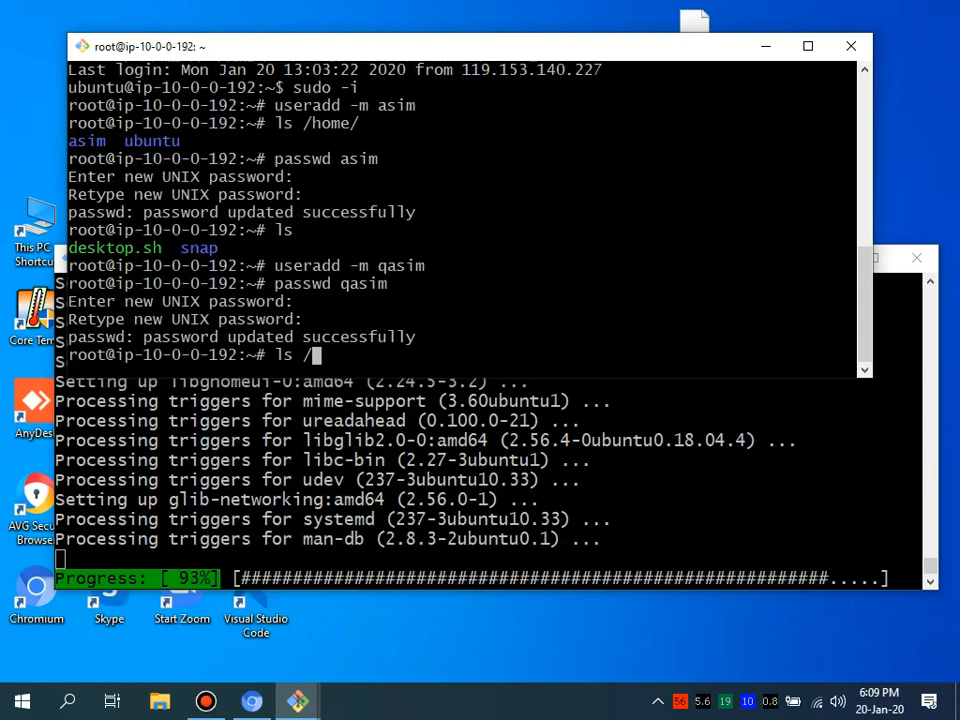 root@ip-10-0-0-192: ~
Last login: Mon Jan 20 13:03:22 2020 from 119.153.140.227
ubuntu@ip-10-0-0-192:~$ sudo -i
root@ip-10-0-0-192:~# useradd -m asim
root@ip-10-0-0-192:~# ls /home/
asim  ubuntu
root@ip-10-0-0-192:~# passwd asim
Enter new UNIX password:
Retype new UNIX password:
passwd: password updated successfully
root@ip-10-0-0-192:~# ls
desktop.sh  snap
root@ip-10-0-0-192:~# useradd -m qasim
root@ip-10-0-0-192:~# passwd qasim
Enter new UNIX password:
Retype new UNIX password:
passwd: password updated successfully
root@ip-10-0-0-192:~# ls /
Setting up libgnomeui-0:amd64 (2.24.5-3.2) ...
Processing triggers for mime-support (3.60ubuntu1) ...
Processing triggers for ureadahead (0.100.0-21) ...
Processing triggers for libglib2.0-0:amd64 (2.56.4-0ubuntu0.18.04.4) ...
Processing triggers for libc-bin (2.27-3ubuntu1) ...
Processing triggers for udev (237-3ubuntu10.33) ...
Setting up glib-networking:amd64 (2.56.0-1) ...
Processing triggers for systemd (237-3ubuntu10.33) ...
Processing triggers for man-db (2.8.3-2ubuntu0.1) ...
Progress: [ 93%] [##########################################################.....]
This PC
Shortcu
Core Tem
AnyDes
AVG Secu
Browse
Chromium
Skype
Start Zoom
Visual Studio
Code
56 5.6 19 10 0.8
6:09 PM
20-Jan-20